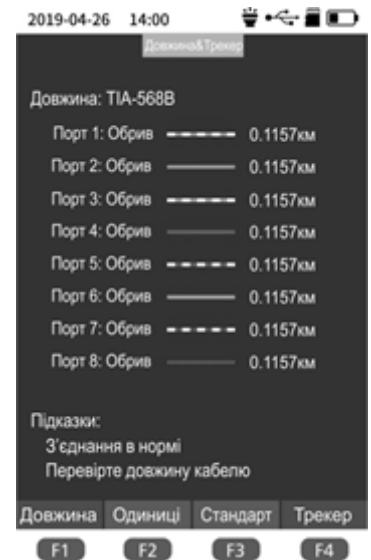 2019-04-26 14:00
Довжина&Трекер
Довжина: TIA-568B
Порт 1: Обрив 0.1157км
Порт 2: Обрив 0.1157км
Порт 3: Обрив 0.1157км
Порт 4: Обрив 0.1157км
Порт 5: Обрив 0.1157км
Порт 6: Обрив 0.1157км
Порт 7: Обрив 0.1157км
Порт 8: Обрив 0.1157км
Підказки:
З'єднання в нормі
Перевірте довжину кабелю
Довжина Одиниці Стандарт Трекер
F1 F2 F3 F4